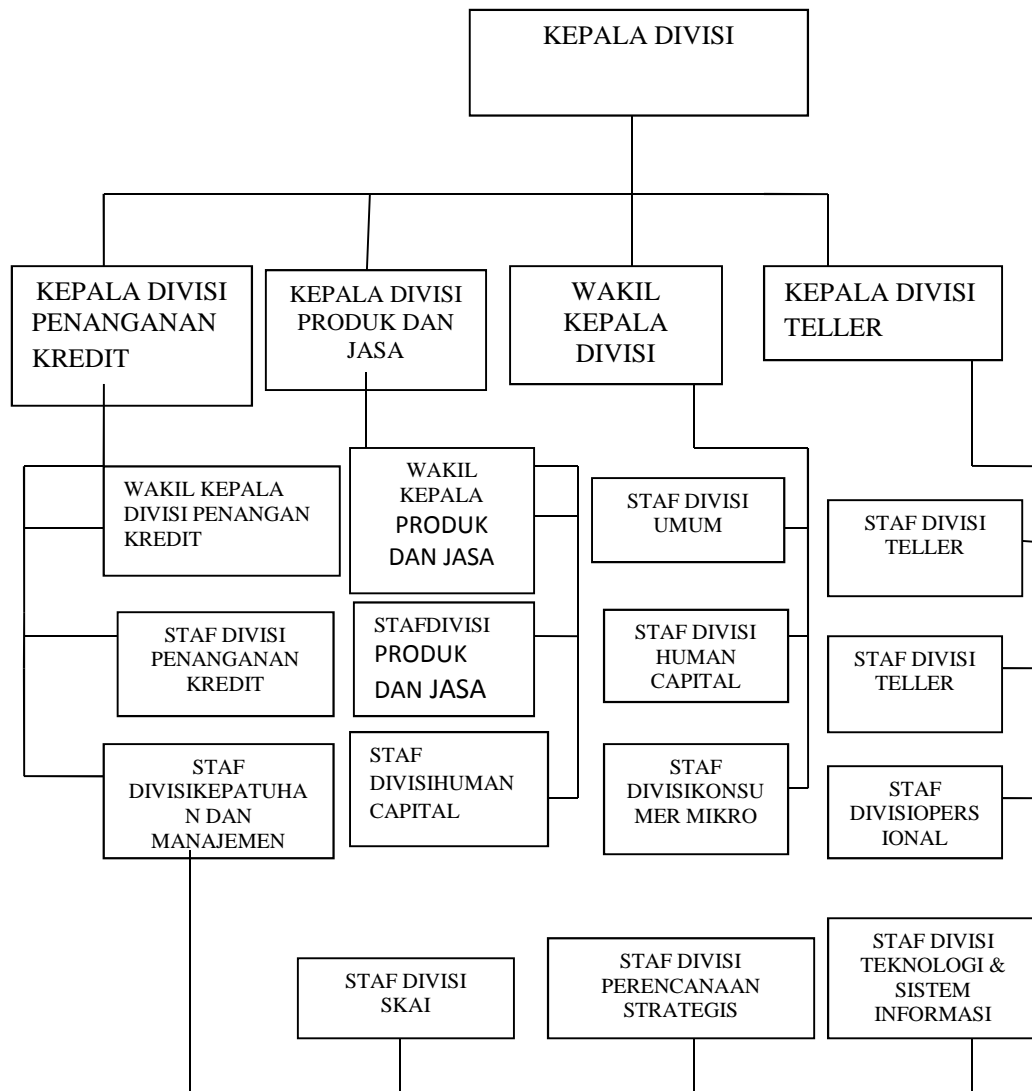 KEPALA DIVISI
KEPALA DIVISI
PENANGANAN
KREDIT
KEPALA DIVISI
PRODUK DAN
JASA
WAKIL
KEPALA
DIVISI
KEPALA DIVISI
TELLER
WAKIL KEPALA
DIVISI PENANGAN
KREDIT
WAKIL
KEPALA
PRODUK
DAN JASA
STAF DIVISI
UMUM
STAF DIVISI
TELLER
STAF DIVISI
PENANGANAN
KREDIT
STAFDIVISI
PRODUK
DAN JASA
STAF DIVISI
HUMAN
CAPITAL
STAF DIVISI
TELLER
STAF
DIVISIKEPATUHA
N DAN
MANAJEMEN
STAF
DIVISIHUMAN
CAPITAL
STAF
DIVISIKONSU
MER MIKRO
STAF
DIVISIOPERS
IONAL
STAF DIVISI
SKAI
STAF DIVISI
PERENCANAAN
STRATEGIS
STAF DIVISI
TEKNOLOGI &
SISTEM
INFORMASI